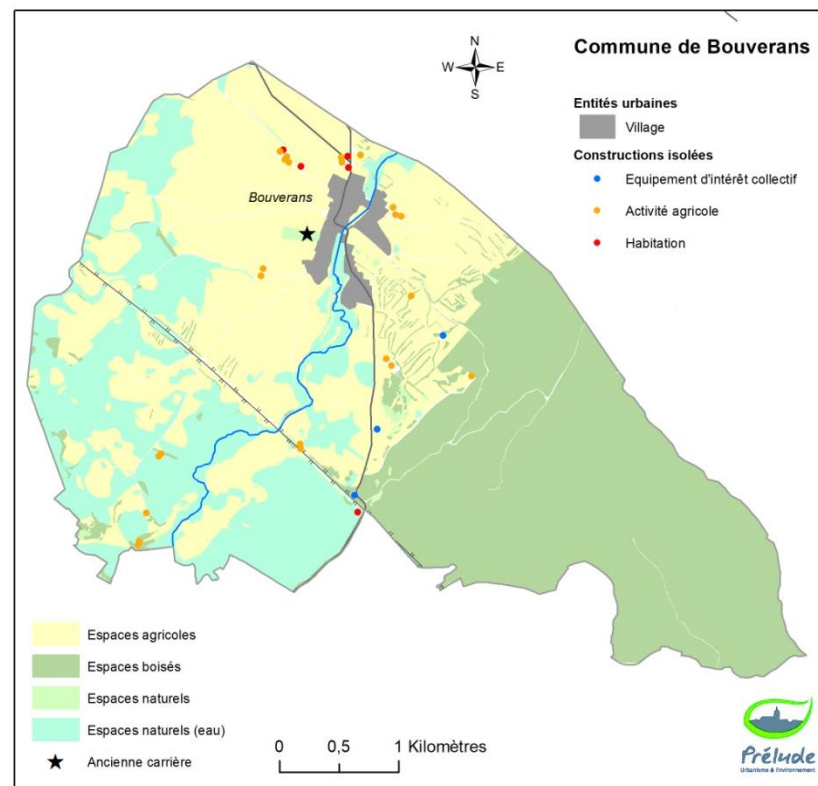 Commune de Bouverans
N
W E
S
Entités urbaines
Village
Constructions isolées
Equipement d'intérêt collectif
Activité agricole
Habitation
Bouverans
Espaces agricoles
Espaces boisés
Espaces naturels
Espaces naturels (eau)
Ancienne carrière
0 0,5 1 Kilomètres
Prélude
Urbanisme & Environnement